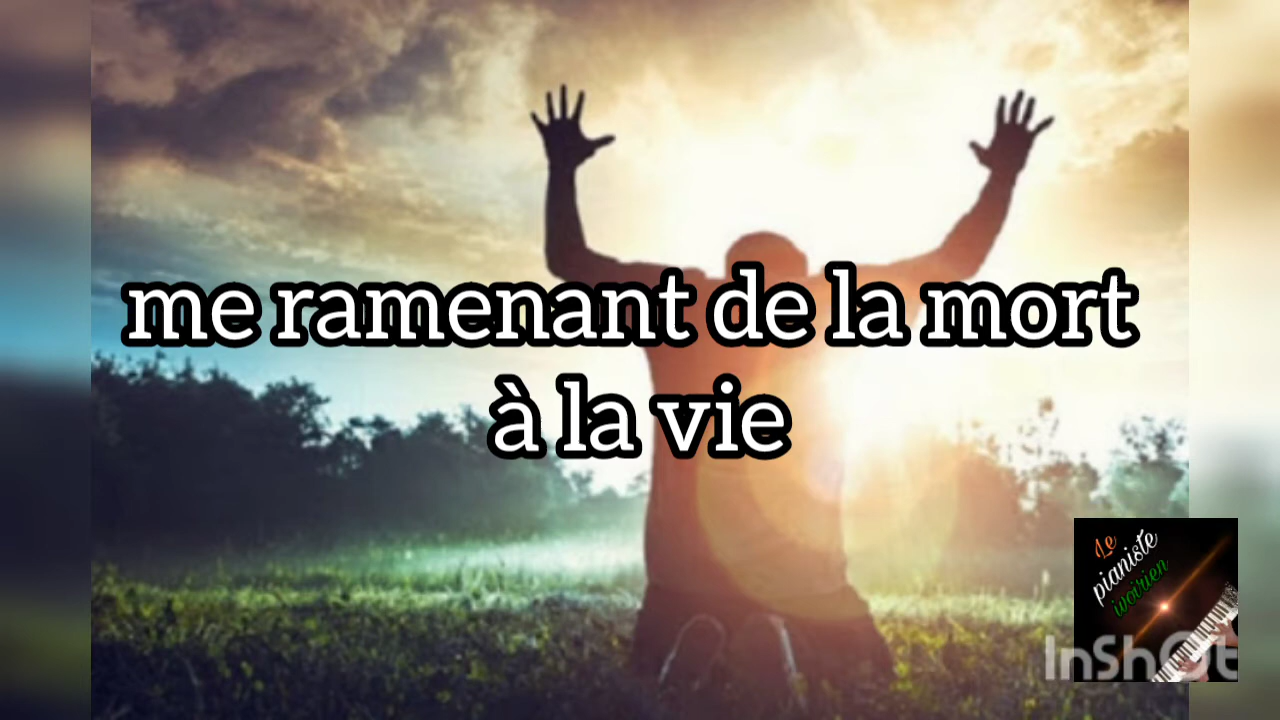 me ramenant de la mort
à la vie
Le
pianiste
ivoirien
InShOt